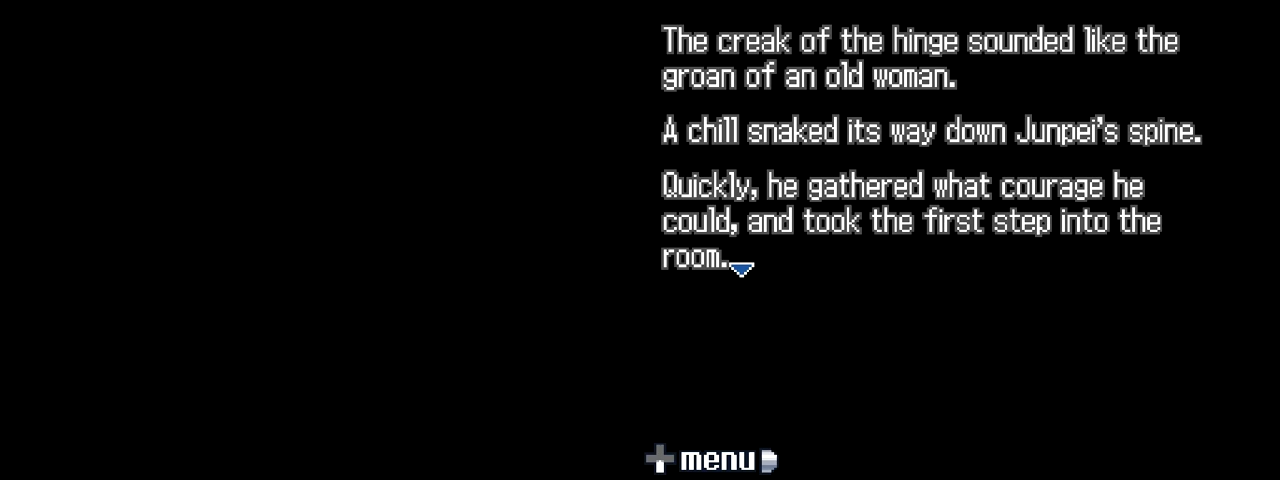 The creak of the hinge sounded like the
groan of an old woman.
A chill snaked its way down Junpei's spine.
Quickly, he gathered what courage he
could, and took the first step into the
room.
menu